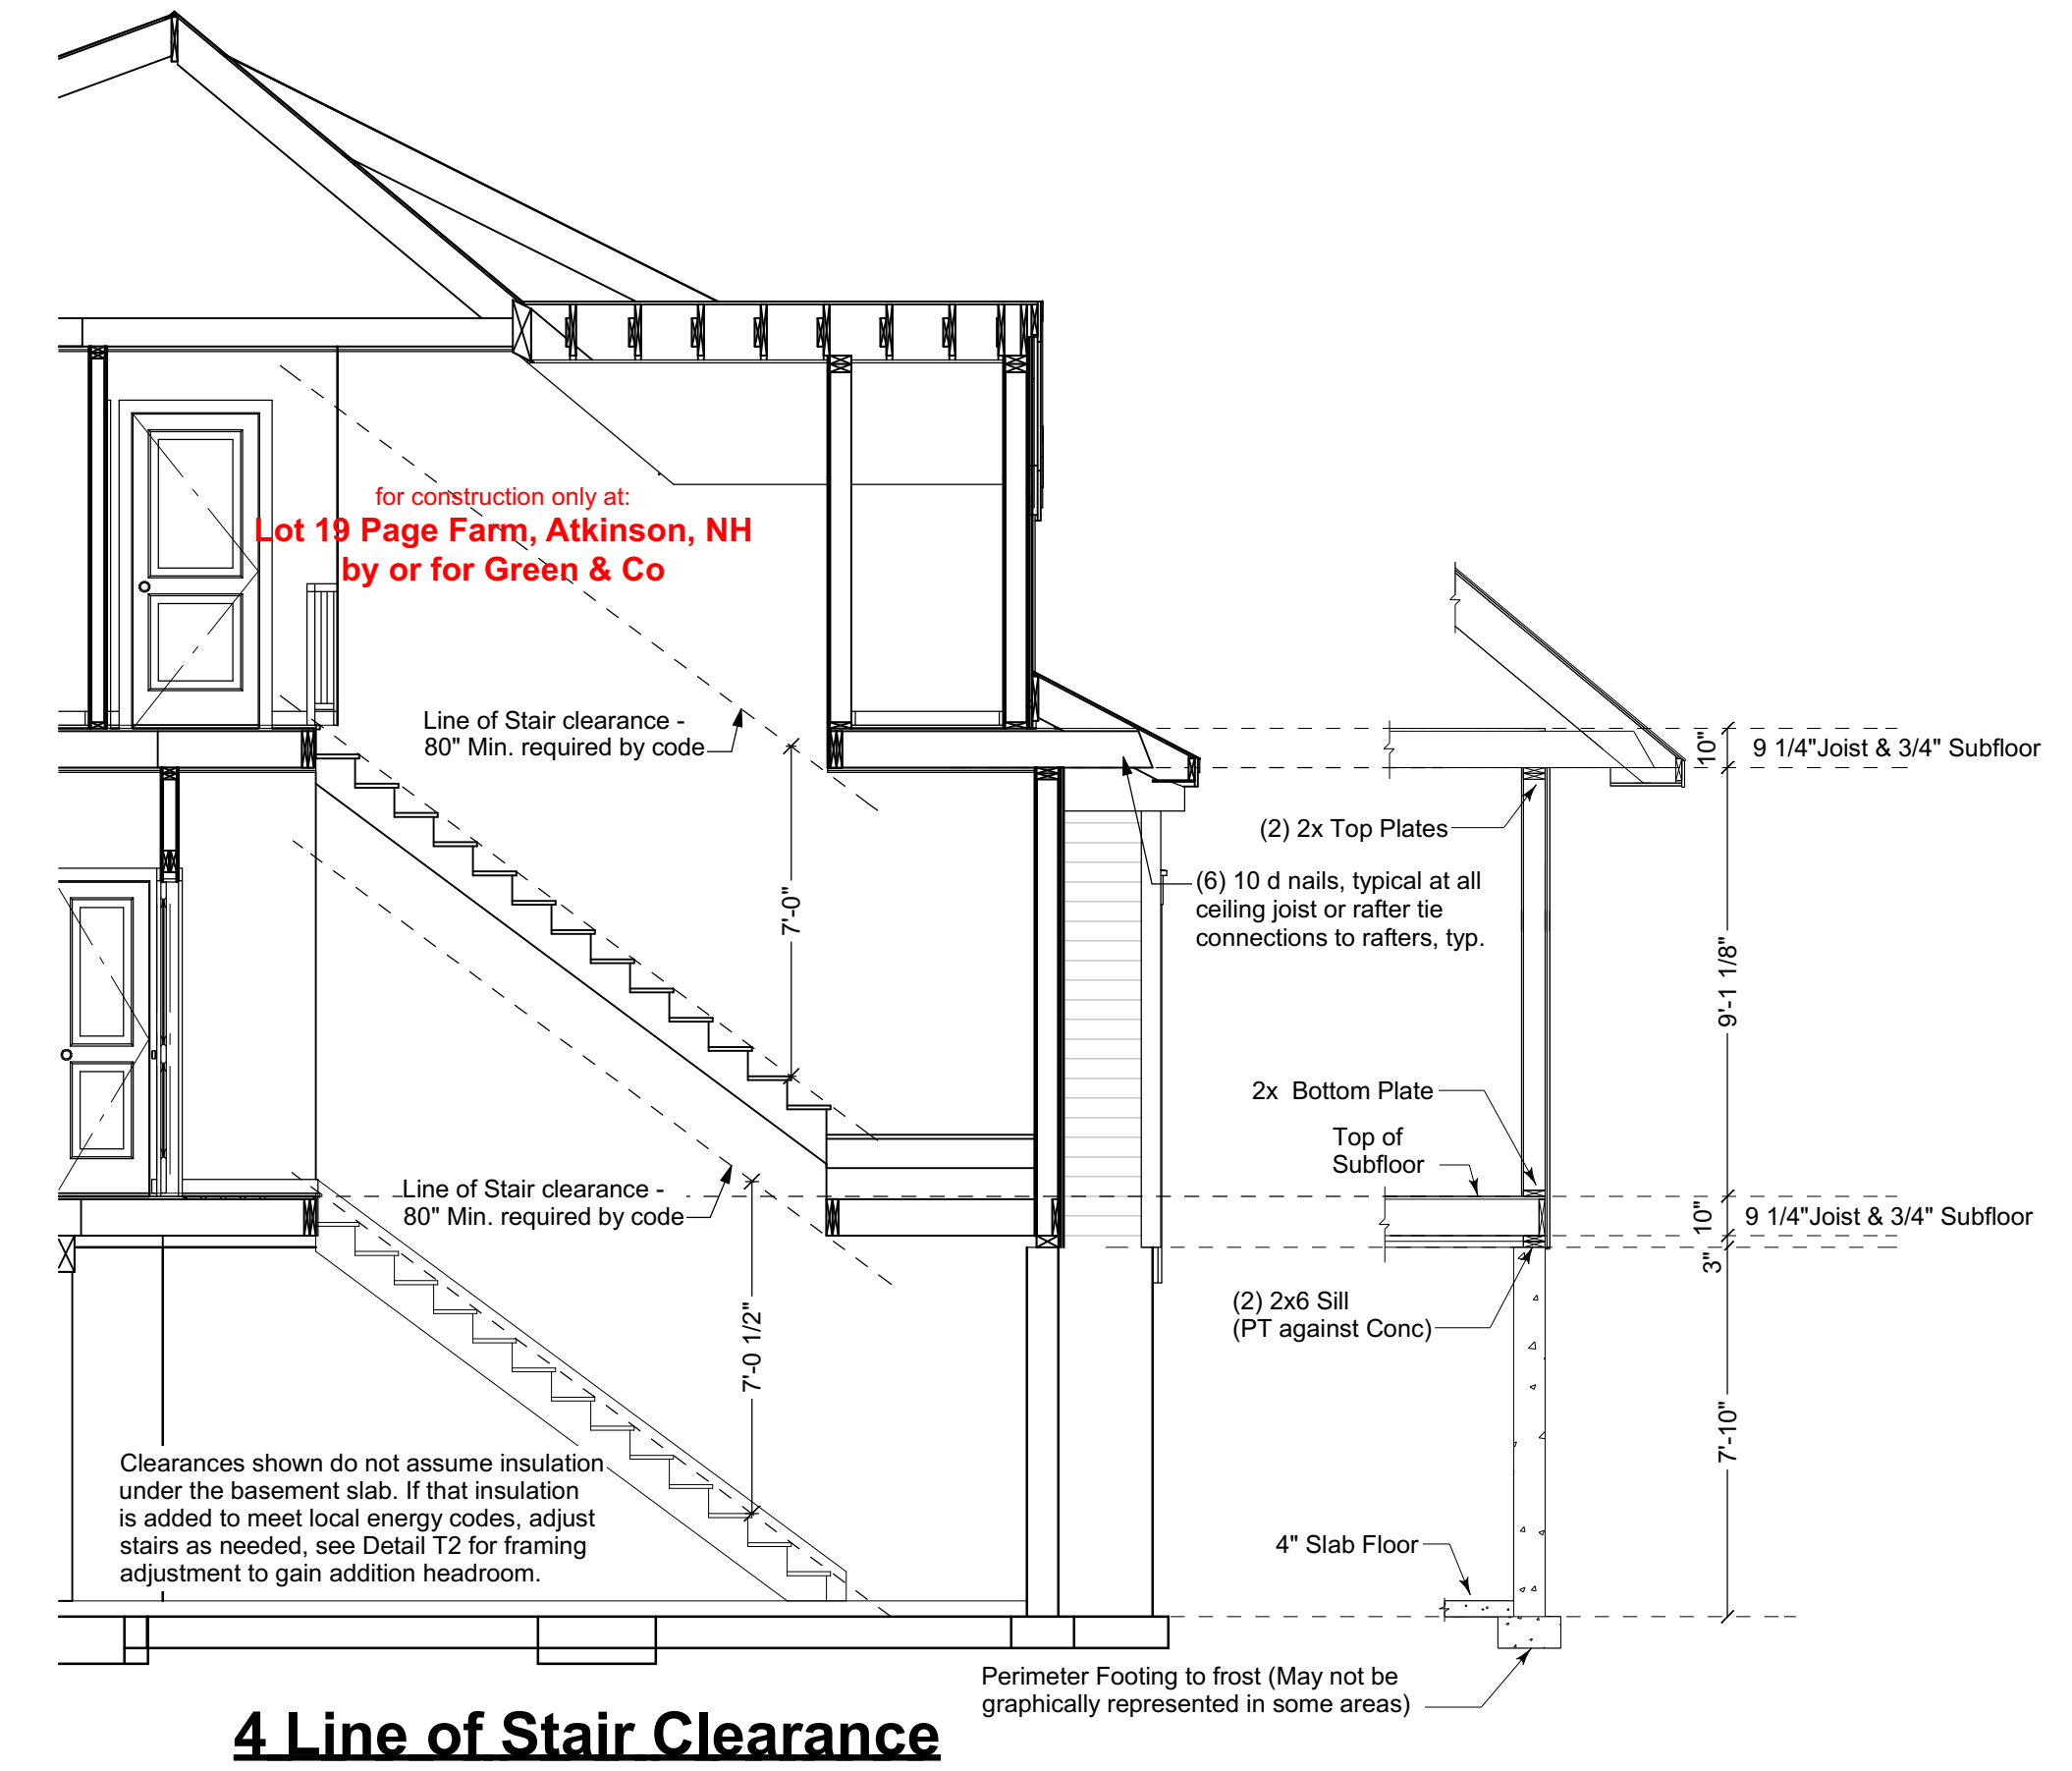 for construction only at:
Lot 19 Page Farm, Atkinson, NH
by or for Green & Co
Line of Stair clearance -
80" Min. required by code
7'-0"
10"
9 1/4"Joist & 3/4" Subfloor
(2) 2x Top Plates
(6) 10 d nails, typical at all
ceiling joist or rafter tie
connections to rafters, typ.
9'-1 1/8"
2x  Bottom Plate
Top of
Subfloor
Line of Stair clearance -
80" Min. required by code
10"
9 1/4"Joist & 3/4" Subfloor
3"
(2) 2x6 Sill
(PT against Conc)
7'-0 1/2"
7'-10"
Clearances shown do not assume insulation
under the basement slab. If that insulation
is added to meet local energy codes, adjust
stairs as needed, see Detail T2 for framing
adjustment to gain addition headroom.
4" Slab Floor
Perimeter Footing to frost (May not be
graphically represented in some areas)
4 Line of Stair Clearance